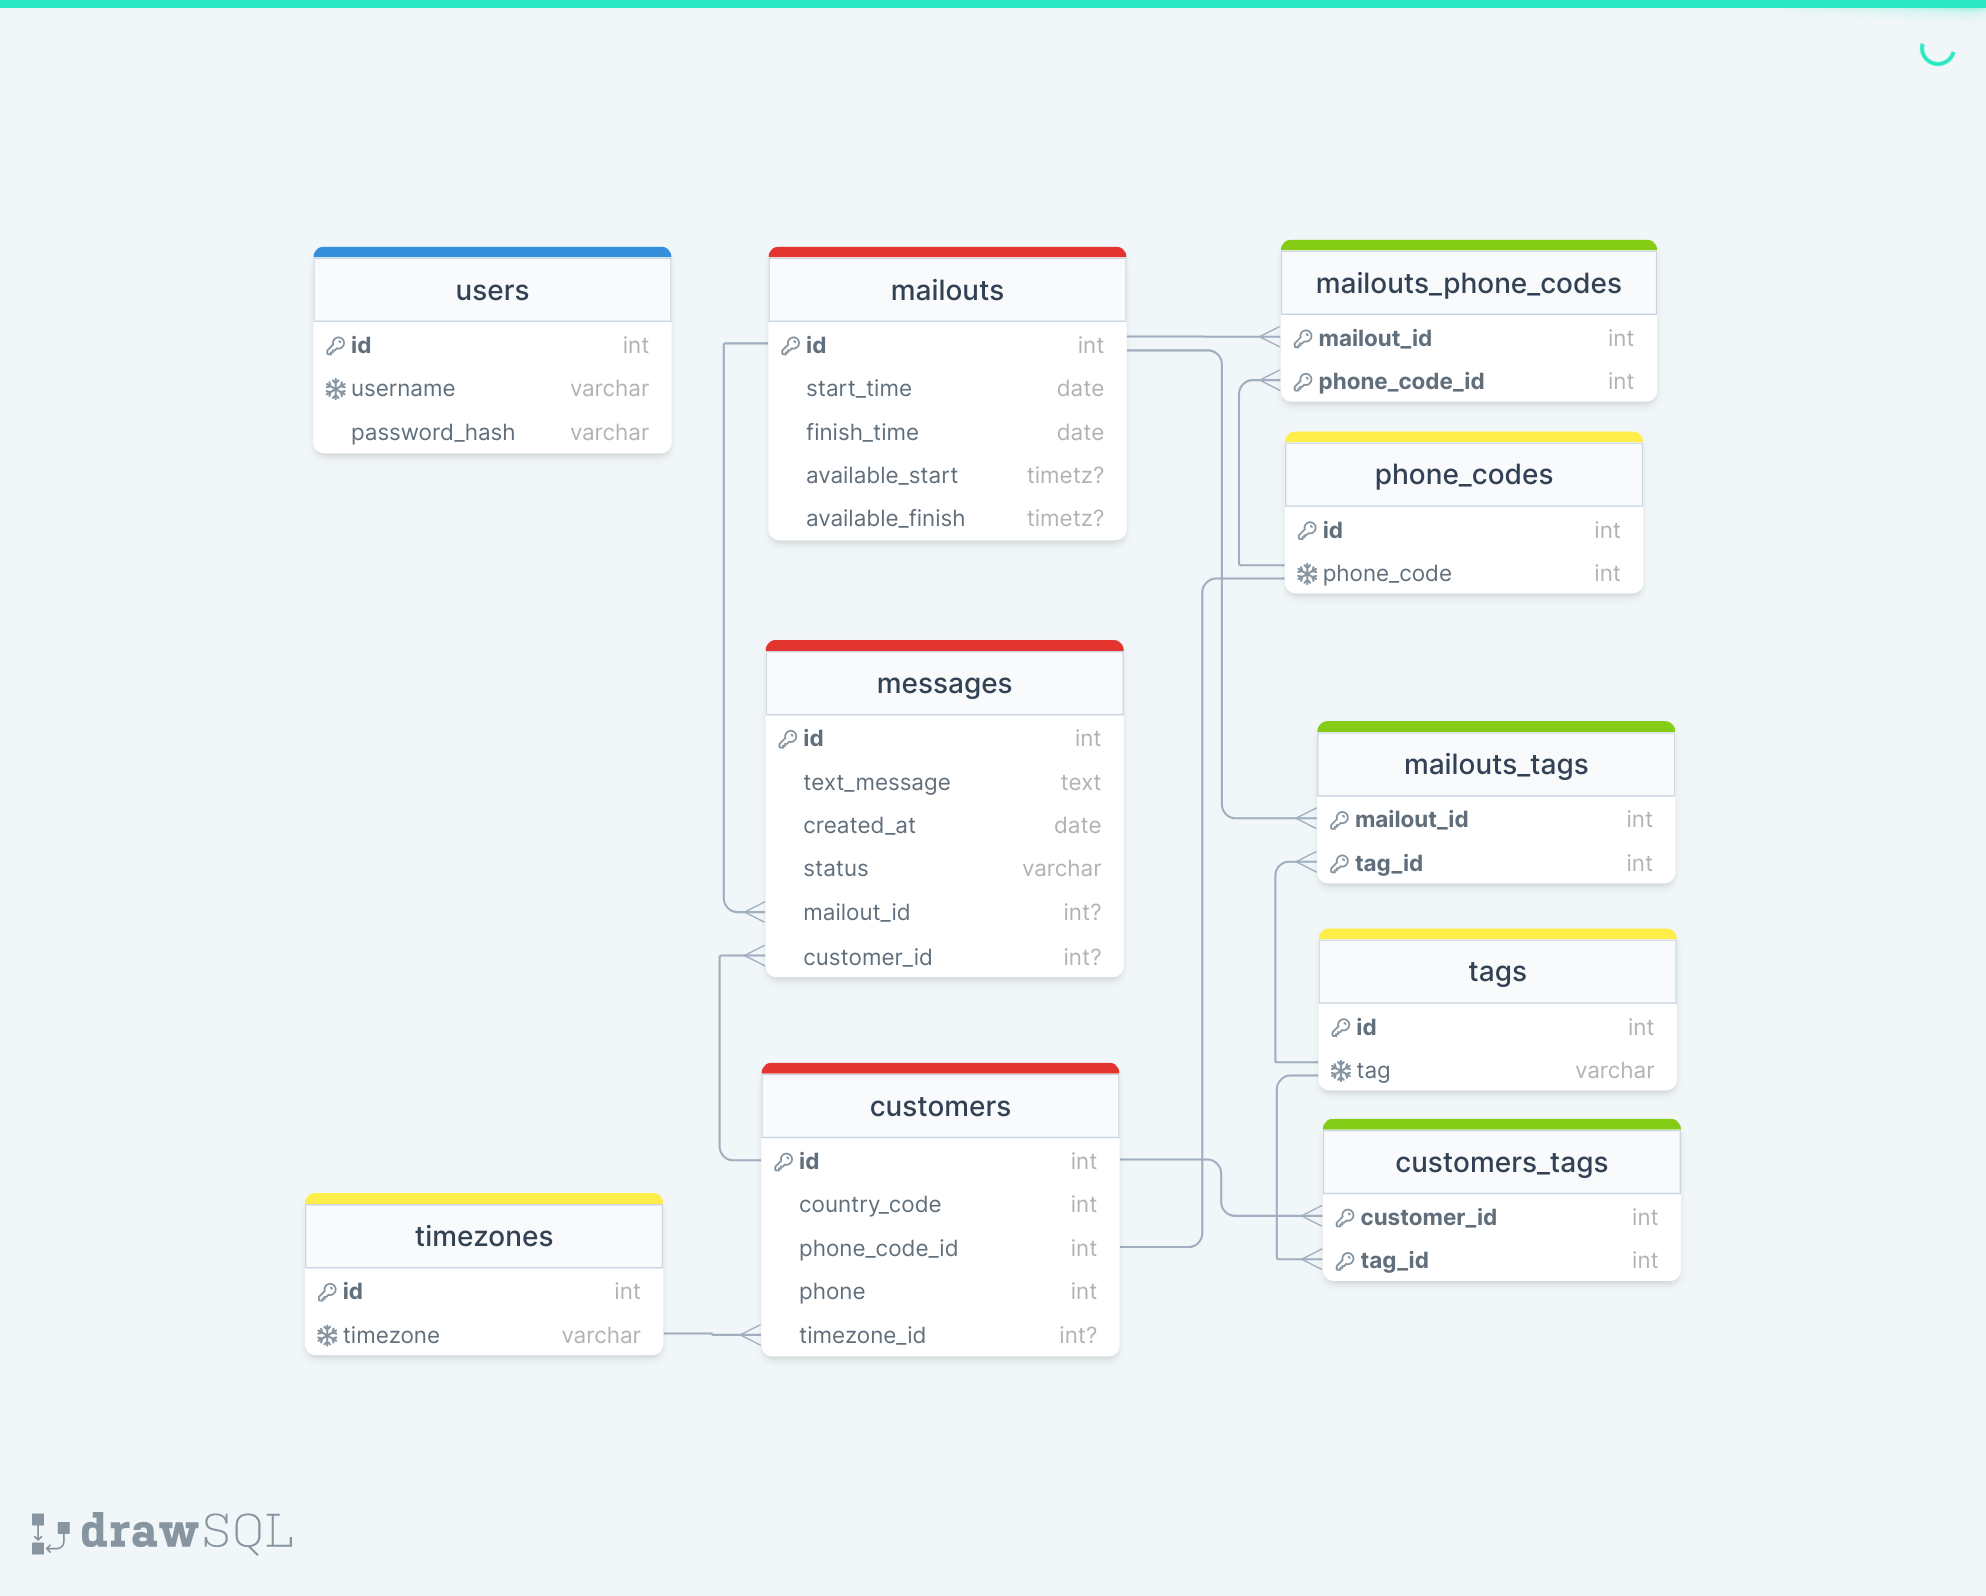 users
id int
username varchar
password_hash varchar
mailouts
id int
start_time date
finish_time date
available_start timetz?
available_finish timetz?
mailouts_phone_codes
mailout_id int
phone_code_id int
phone_codes
id int
phone_code int
messages
id int
text_message text
created_at date
status varchar
mailout_id int?
customer_id int?
mailouts_tags
mailout_id int
tag_id int
tags
id int
tag varchar
customers
id int
country_code int
phone_code_id int
phone int
timezone_id int?
customers_tags
customer_id int
tag_id int
timezones
id int
timezone varchar
drawSQL